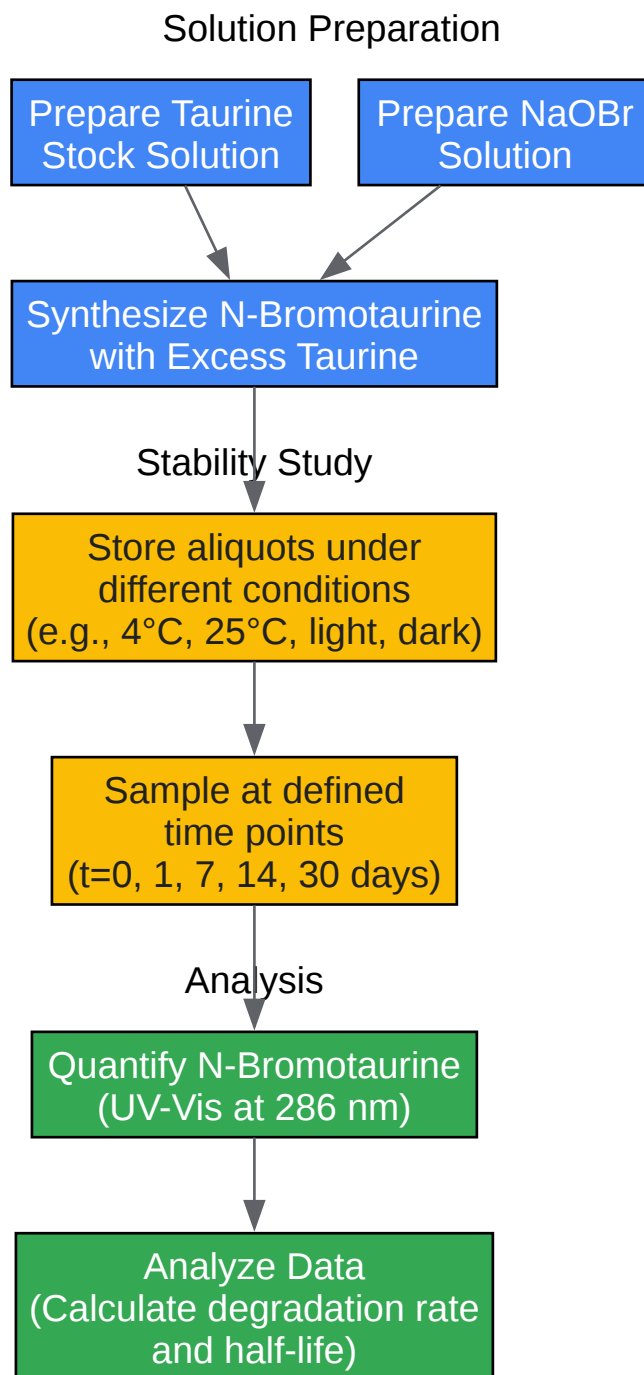 Solution Preparation
Prepare Taurine
Stock Solution
Prepare NaOBr
Solution
Synthesize N-Bromotaurine
with Excess Taurine
Stability Study
Store aliquots under
different conditions
(e.g., 4°C, 25°C, light, dark)
Sample at defined
time points
(t=0, 1, 7, 14, 30 days)
Analysis
Quantify N-Bromotaurine
(UV-Vis at 286 nm)
Analyze Data
(Calculate degradation rate
and half-life)